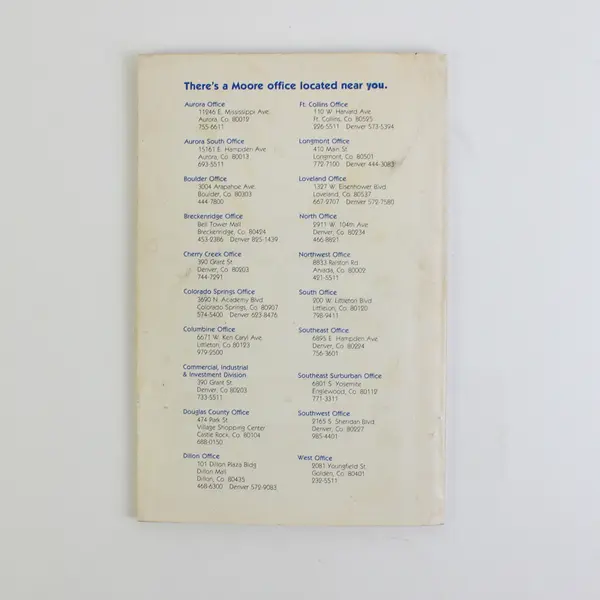 There's a Moore office located near you.
Aurora Office
11246 E. Mississippi Ave.
Aurora, Co. 80012
755-6611
Aurora South Office
15161 E. Hampden Ave.
Aurora, Co. 80013
693-5511
Boulder Office
3004 Arapahoe Ave.
Boulder, Co. 80303
444-7800
Breckenridge Office
Bell Tower Mall
Breckenridge, Co. 80424
453-2386 Denver 825-1439
Cherry Creek Office
390 Grant St.
Denver, Co. 80203
744-7291
Colorado Springs Office
3690 N. Academy Blvd.
Colorado Springs, Co. 80907
574-5400 Denver 623-8476
Columbine Office
6671 W. Ken Caryl Ave.
Littleton, Co. 80123
979-2500
Commercial, Industrial
& Investment Division
390 Grant St.
Denver, Co. 80203
733-5511
Douglas County Office
474 Park St.
Village Shopping Center
Castle Rock, Co. 80104
688-0150
Dillon Office
101 Dillon Plaza Bldg.
Dillon Mall
Dillon, Co. 80435
468-6300 Denver 572-9083
Ft. Collins Office
110 W. Harvard Ave.
Ft. Collins, Co. 80525
226-5511 Denver 573-5394
Longmont Office
410 Main St.
Longmont, Co. 80501
772-7100 Denver 444-3083
Loveland Office
1327 W. Eisenhower Blvd.
Loveland, Co. 80537
667-2707 Denver 572-7580
North Office
2911 W. 104th Ave.
Denver, Co. 80234
466-8821
Northwest Office
8833 Ralston Rd.
Arvada, Co. 80002
421-5511
South Office
200 W. Littleton Blvd.
Littleton, Co. 80120
798-9411
Southeast Office
6895 E. Hampden Ave.
Denver, Co. 80224
756-3601
Southeast Surburban Office
6801 S. Yosemite
Englewood, Co. 80112
771-3311
Southwest Office
2165 S. Sheridan Blvd.
Denver, Co. 80227
985-4401
West Office
2081 Youngfield St.
Golden, Co. 80401
232-5511